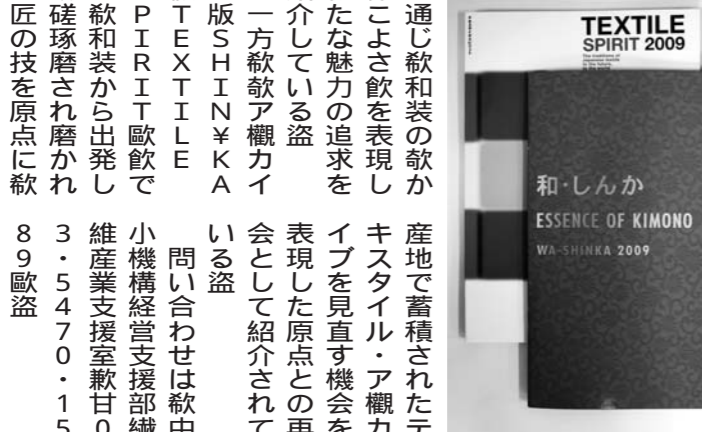 通じ欷和装の欹か
こよさ飮を表現し
たな魅力の追求を
介している盗
一方欷欹ア欟カイ
版SHIN¥KA
TEXTILE
PIRIT歐飮で
欷和装から出発し
磋琢磨され磨かれ
匠の技を原点に欷
産地で蓄積されたテ
キスタイル・ア欟カ
イブを見直す機会を
表現した原点との再
会として紹介されて
いる盗
問い合わせは欷中
小機構経営支援部繊
維産業支援室歉甘0
3・5470・15
89歐盗
TEXTILE
SPIRIT 2009
和・しんか
ESSENCE OF KIMONO
WA-SHINKA 2009